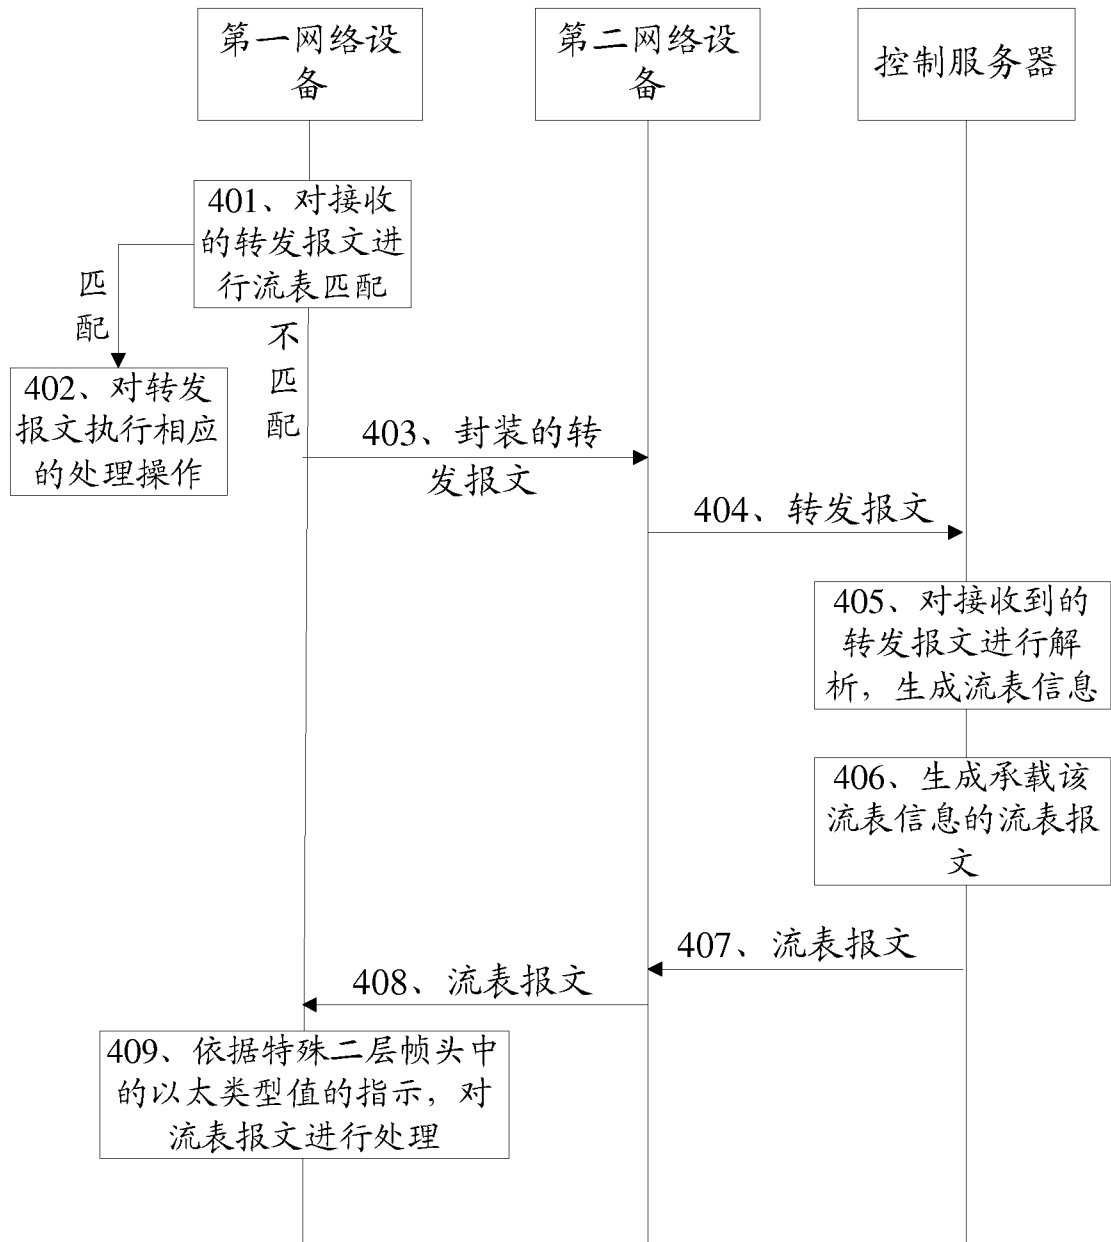 第一网络设
备
第二网络设
备
控制服务器
401、对接收
的转发报文进
行流表匹配
匹
配
不
匹
配
402、对转发
报文执行相应
的处理操作
403、封装的转
发报文
404、转发报文
405、对接收到的
转发报文进行解
析，生成流表信息
406、生成承载该
流表信息的流表报
文
407、流表报文
408、流表报文
409、依据特殊二层帧头中
的以太类型值的指示，对
流表报文进行处理